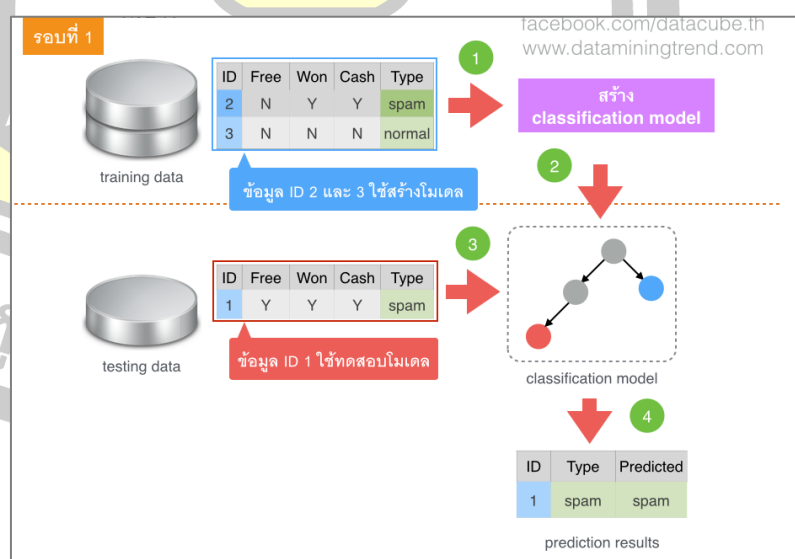 facebook.com/datacube.th
www.dataminingtrend.com
รอบที่ 1
1
ID Free Won Cash Type
2 N Y Y spam
3 N N N normal
สร้าง
classification model
training data
ข้อมูล ID 2 และ 3 ใช้สร้างโมเดล
2
3
ID Free Won Cash Type
1 Y Y Y spam
ข้อมูล ID 1 ใช้ทดสอบโมเดล
testing data
classification model
4
ID Type Predicted
1 spam spam
prediction results